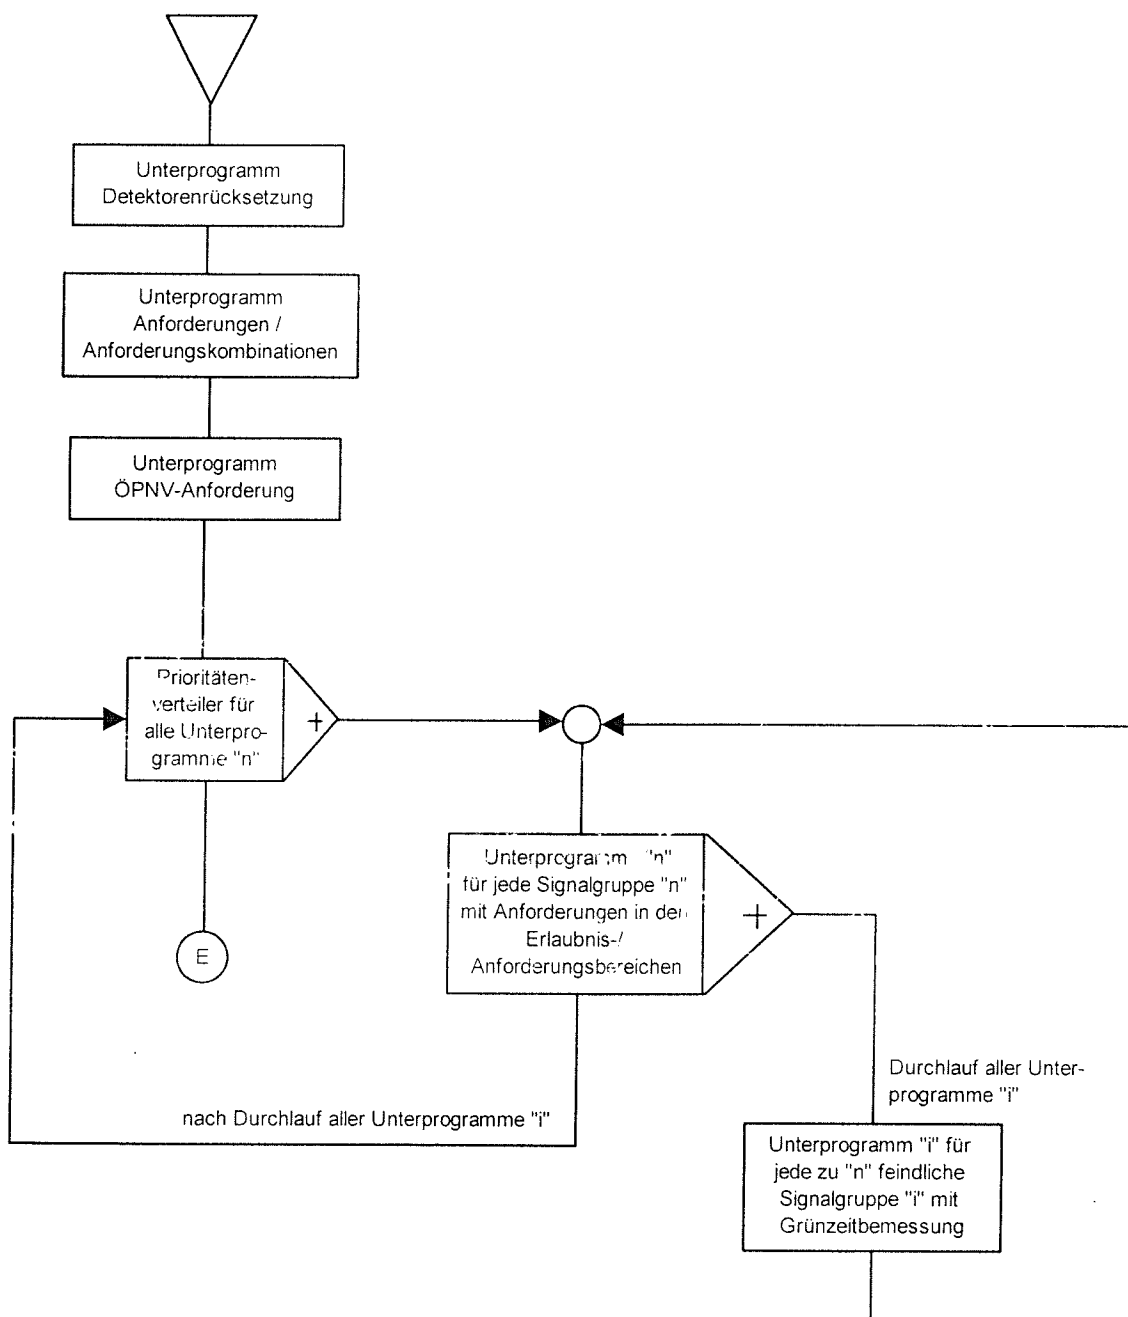 Unterprogramm
Detektorenrücksetzung
Unterprogramm
Anforderungen /
Anforderungskombinationen
Unterprogramm
ÖPNV-Anforderung
Prioritäten-
verteiler für
alle Unterpro-
gramme "n"
+
E
Unterprogramm "n"
für jede Signalgruppe "n"
mit Anforderungen in den
Erlaubnis-/
Anforderungsbereichen
+
nach Durchlauf aller Unterprogramme "i"
Durchlauf aller Unter-
programme "i"
Unterprogramm "i" für
jede zu "n" feindliche
Signalgruppe "i" mit
Grünzeitbemessung